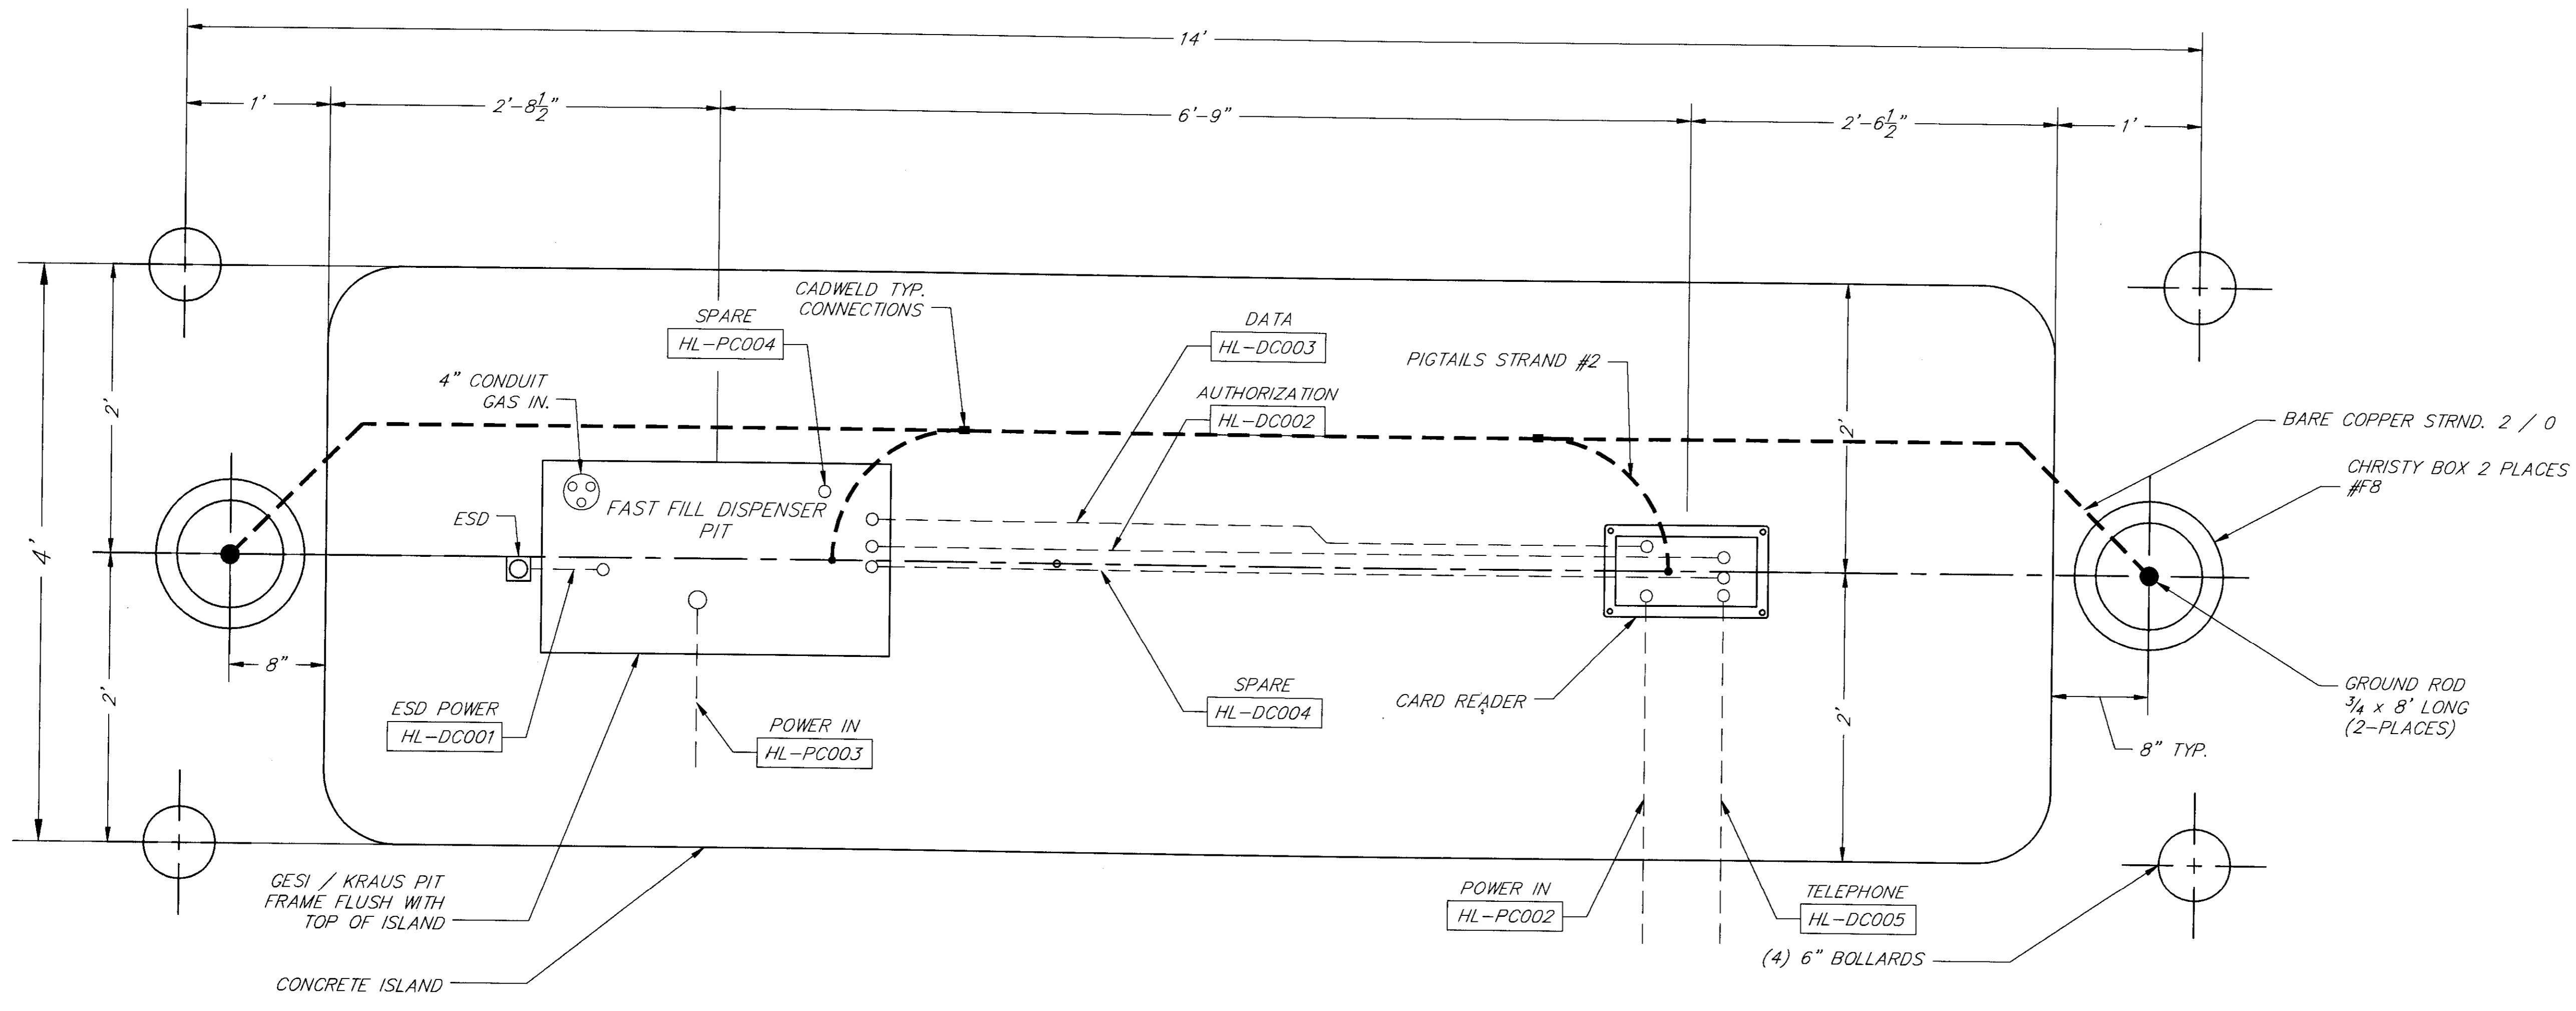 14'
1'
2'-8 1/2"
6'-9"
2'-6 1/2"
1'
CADWELD TYP.
CONNECTIONS
SPARE
HL-PC004
DATA
HL-DC003
PIGTAILS STRAND #2
4" CONDUIT
GAS IN.
AUTHORIZATION
HL-DC002
2'
2'
BARE COPPER STRND. 2 / 0
CHRISTY BOX 2 PLACES
#F8
ESD
FAST FILL DISPENSER
PIT
4'
8"
2'
2'
ESD POWER
HL-DC001
POWER IN
HL-PC003
SPARE
HL-DC004
CARD READER
GROUND ROD
3/4 x 8' LONG
(2-PLACES)
8" TYP.
GESI / KRAUS PIT
FRAME FLUSH WITH
TOP OF ISLAND
POWER IN
HL-PC002
TELEPHONE
HL-DC005
(4) 6" BOLLARDS
CONCRETE ISLAND